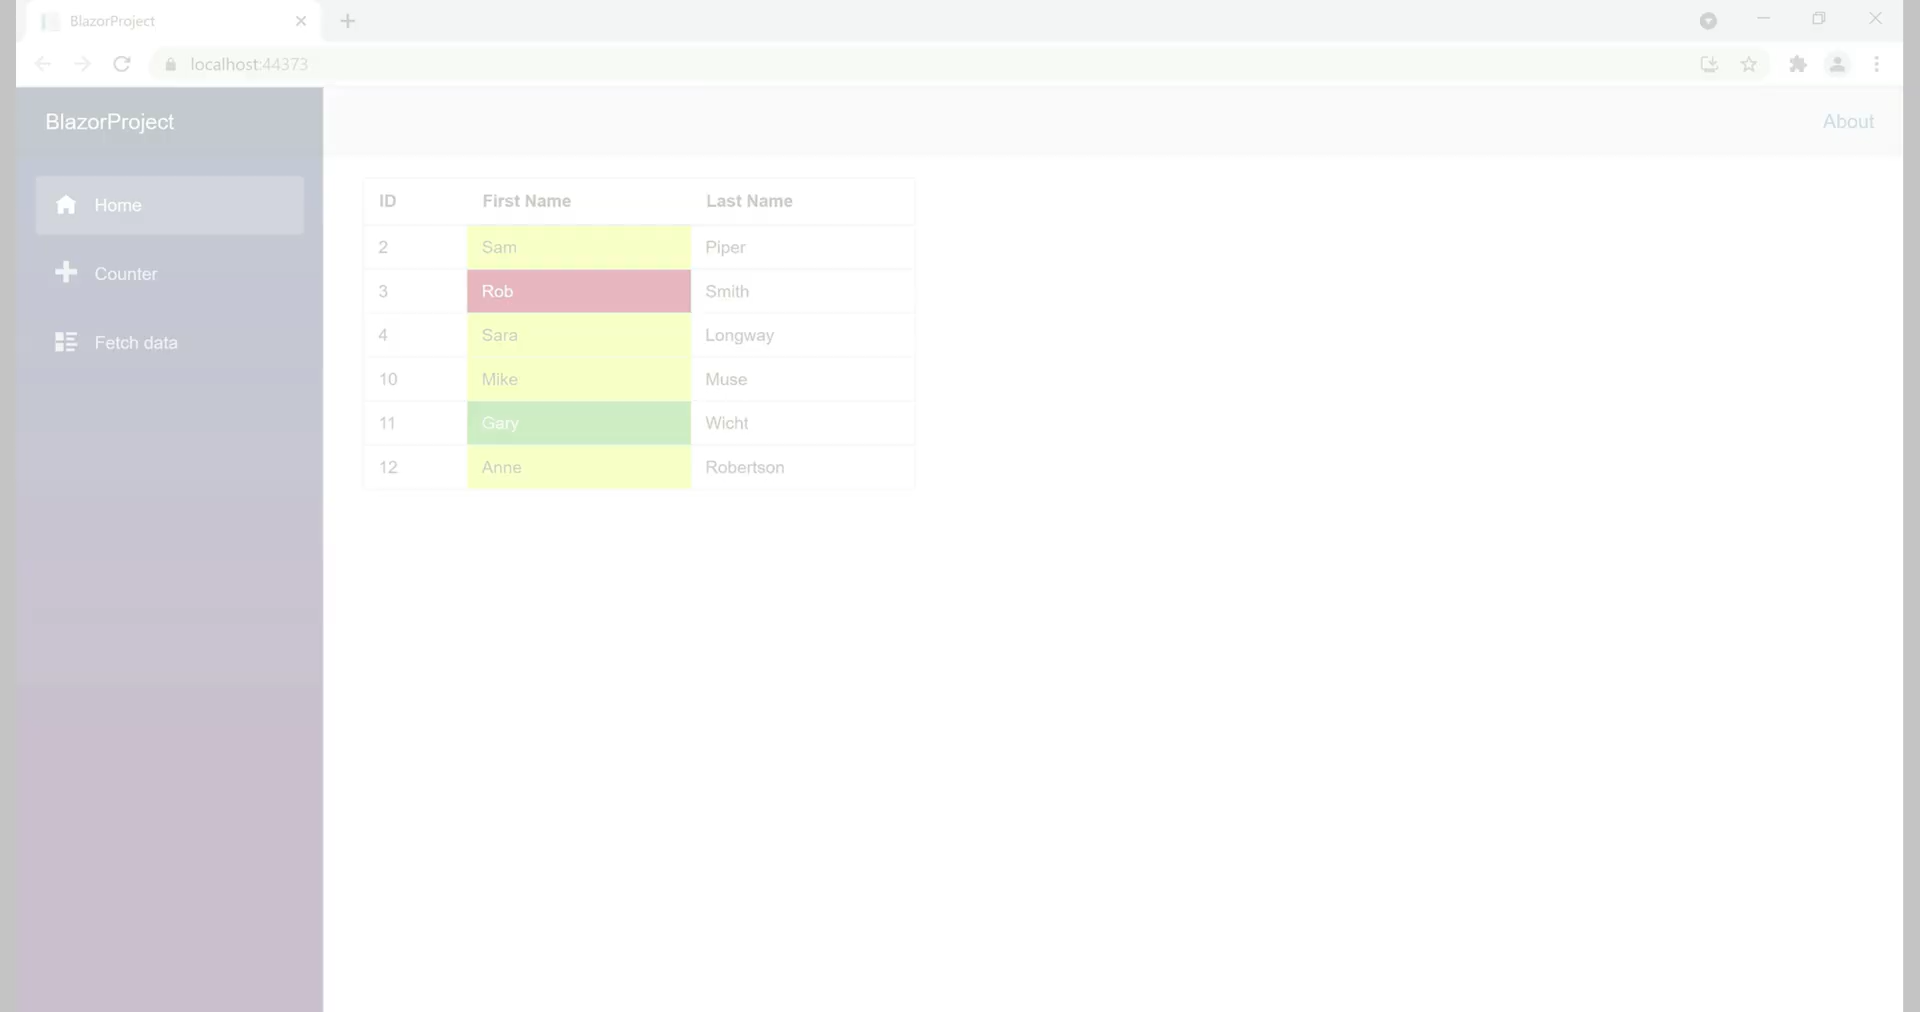 BlazorProject
localhost:44373
BlazorProject
About
Home
Counter
Fetch data
ID First Name Last Name
2 Sam Piper
3 Rob Smith
4 Sara Longway
10 Mike Muse
11 Gary Wicht
12 Anne Robertson